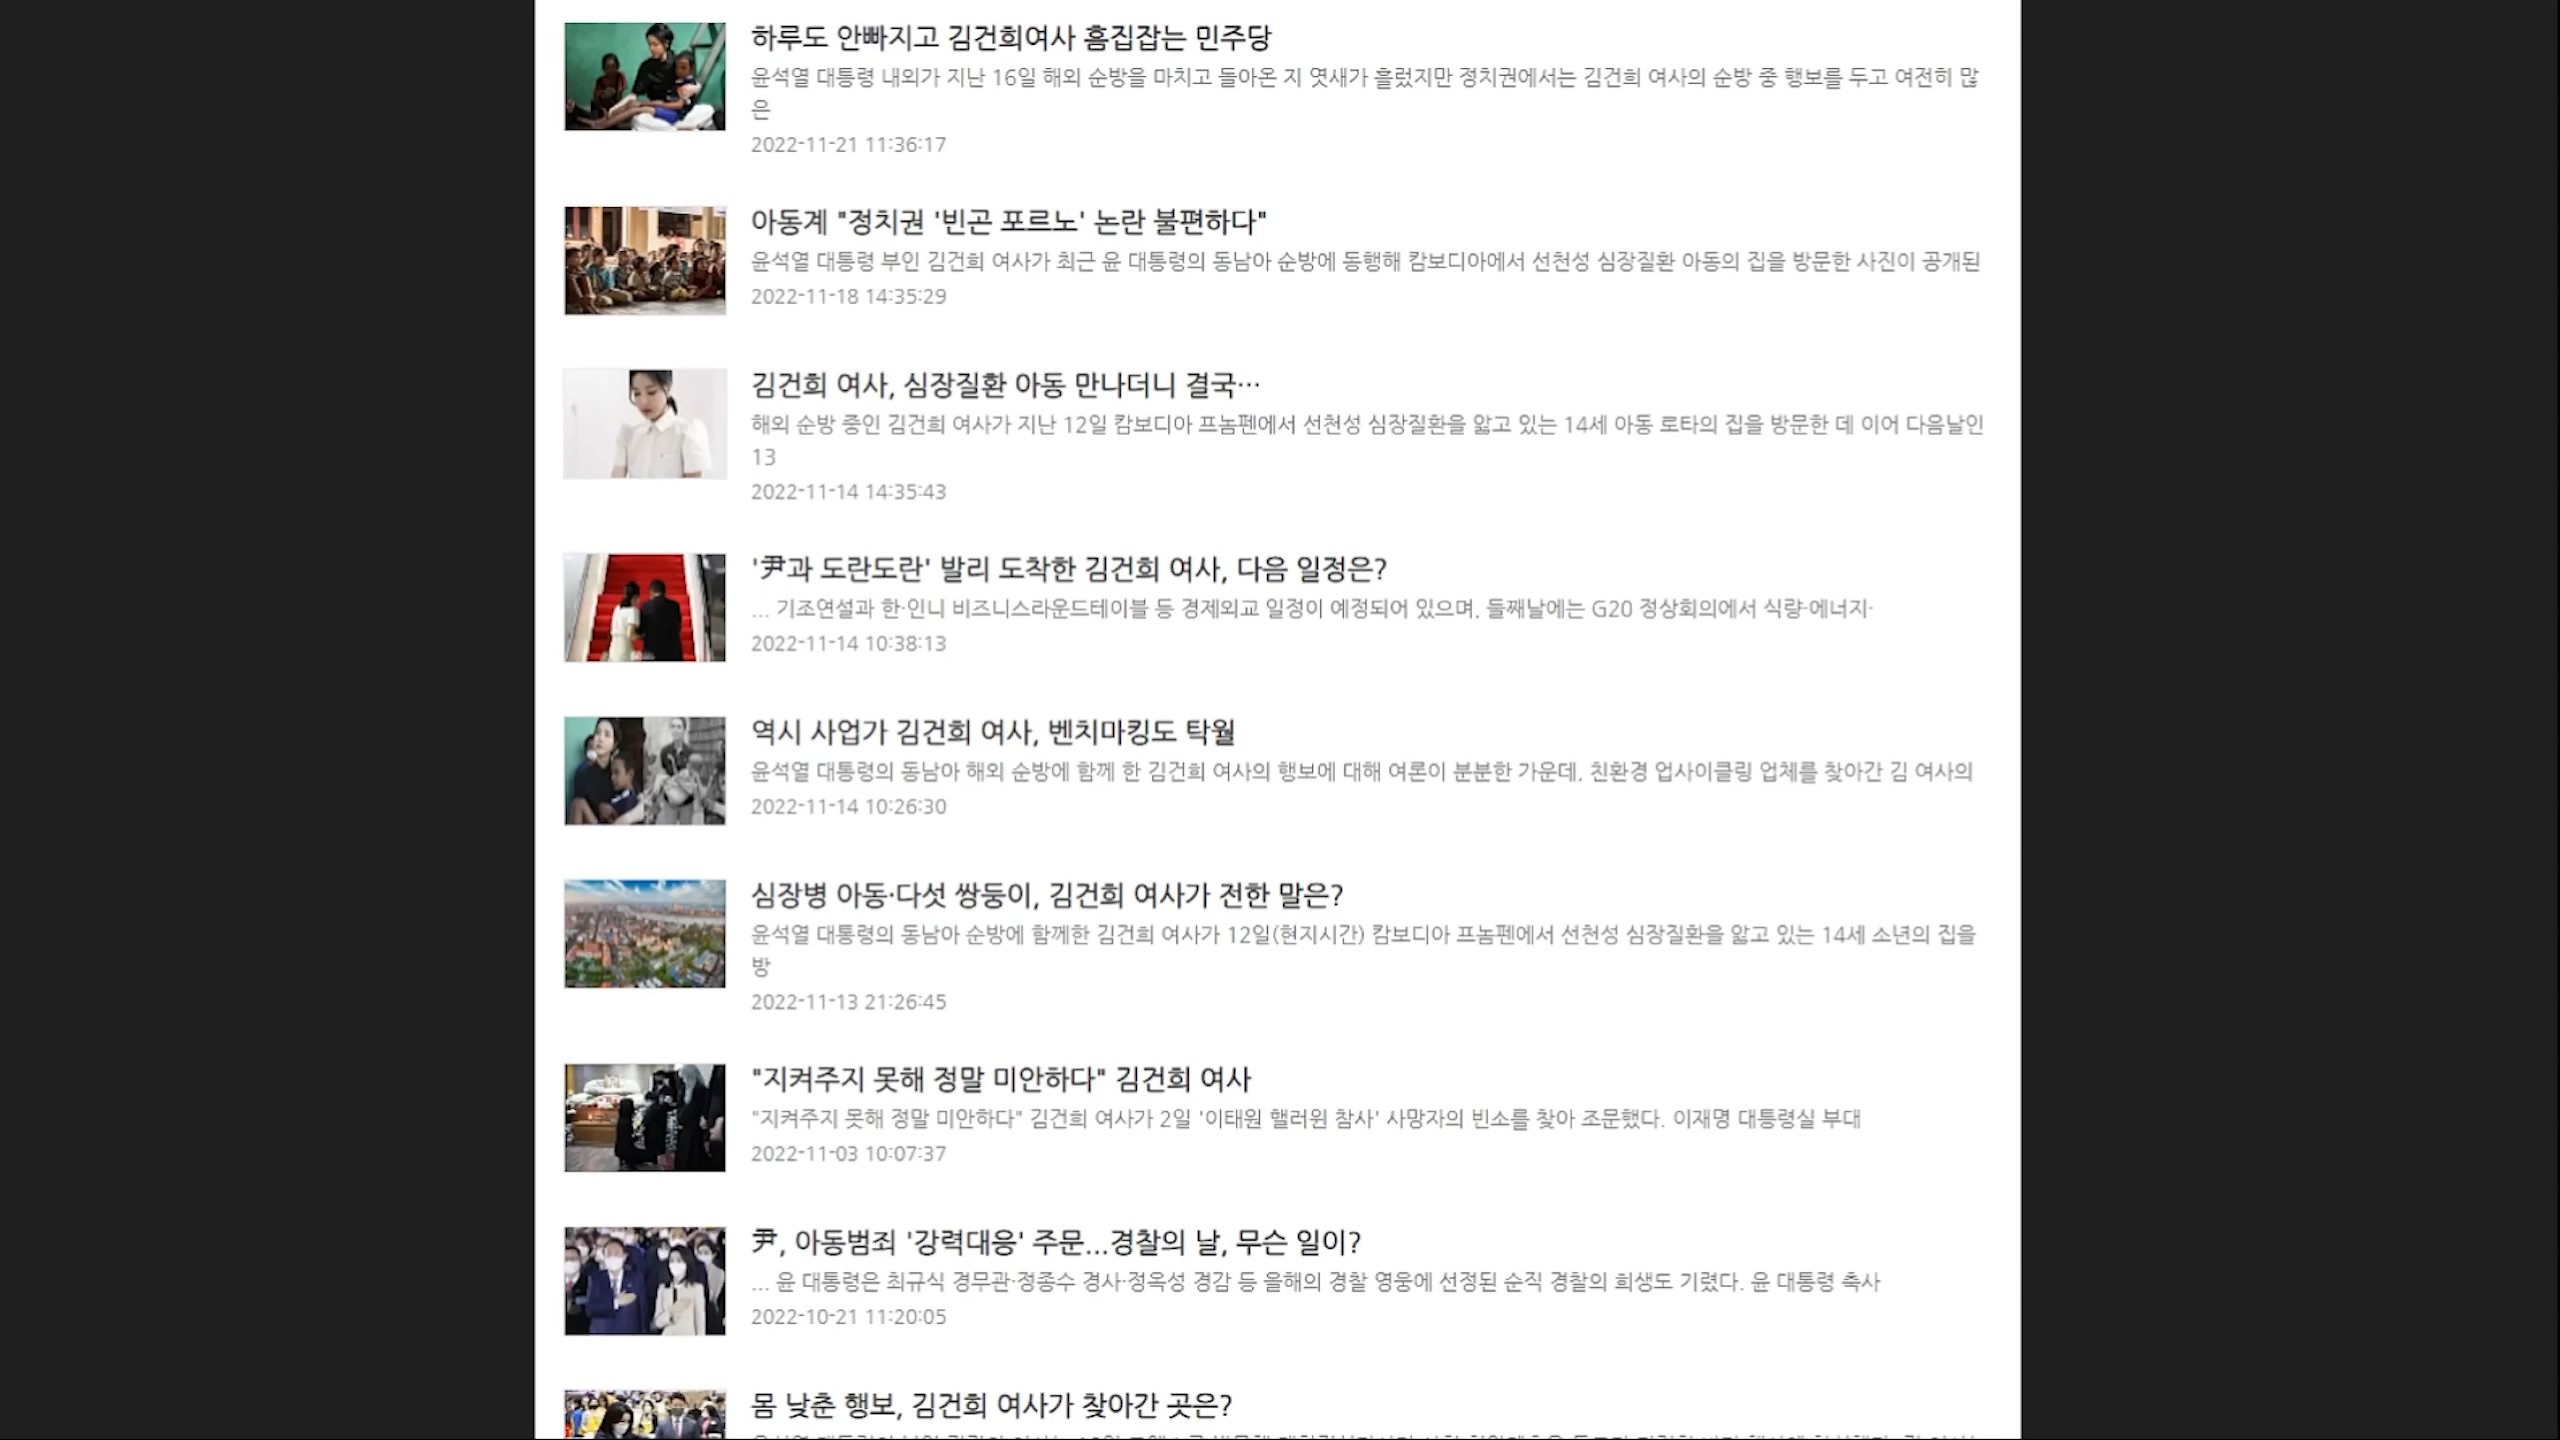 하루도 안빠지고 김건희여사 흠집잡는 민주당
윤석열 대통령 내외가 지난 16일 해외 순방을 마치고 돌아온 지 엿새가 흘렀지만 정치권에서는 김건희 여사의 순방 중 행보를 두고 여전히 많
은
2022-11-21 11:36:17
아동계 "정치권 '빈곤 포르노' 논란 불편하다"
윤석열 대통령 부인 김건희 여사가 최근 윤 대통령의 동남아 순방에 동행해 캄보디아에서 선천성 심장질환 아동의 집을 방문한 사진이 공개된
2022-11-18 14:35:29
김건희 여사, 심장질환 아동 만나더니 결국…
해외 순방 중인 김건희 여사가 지난 12일 캄보디아 프놈펜에서 선천성 심장질환을 앓고 있는 14세 아동 로타의 집을 방문한 데 이어 다음날인
13
2022-11-14 14:35:43
'尹과 도란도란' 발리 도착한 김건희 여사, 다음 일정은?
... 기조연설과 한·인니 비즈니스라운드테이블 등 경제외교 일정이 예정되어 있으며, 둘째날에는 G20 정상회의에서 식량·에너지·
2022-11-14 10:38:13
역시 사업가 김건희 여사, 벤치마킹도 탁월
윤석열 대통령의 동남아 해외 순방에 함께 한 김건희 여사의 행보에 대해 여론이 분분한 가운데, 친환경 업사이클링 업체를 찾아간 김 여사의
2022-11-14 10:26:30
심장병 아동·다섯 쌍둥이, 김건희 여사가 전한 말은?
윤석열 대통령의 동남아 순방에 함께한 김건희 여사가 12일(현지시간) 캄보디아 프놈펜에서 선천성 심장질환을 앓고 있는 14세 소년의 집을
방
2022-11-13 21:26:45
"지켜주지 못해 정말 미안하다" 김건희 여사
"지켜주지 못해 정말 미안하다" 김건희 여사가 2일 '이태원 핼러윈 참사' 사망자의 빈소를 찾아 조문했다. 이재명 대통령실 부대
2022-11-03 10:07:37
尹, 아동범죄 '강력대응' 주문...경찰의 날, 무슨 일이?
... 윤 대통령은 최규식 경무관·정종수 경사·정옥성 경감 등 올해의 경찰 영웅에 선정된 순직 경찰의 희생도 기렸다. 윤 대통령 축사
2022-10-21 11:20:05
몸 낮춘 행보, 김건희 여사가 찾아간 곳은?